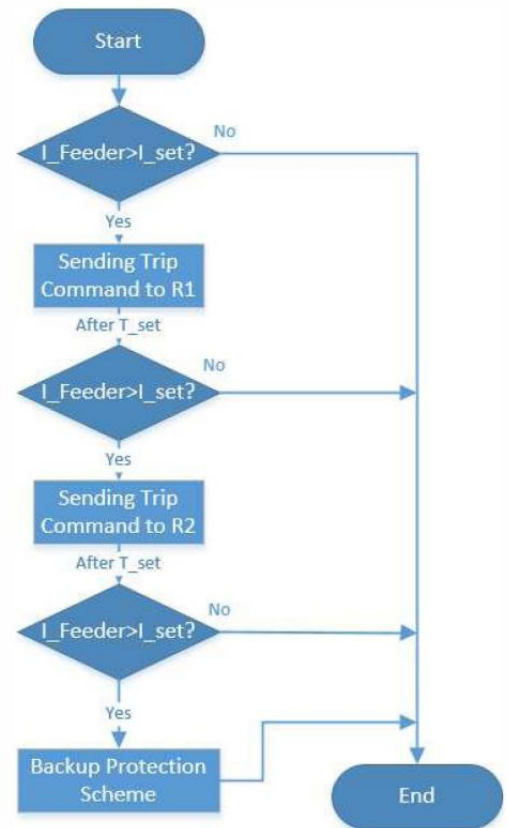 Start
I_Feeder>I_set?
No
Yes
Sending Trip
Command to R1
After T_set
I_Feeder>I_set?
No
Yes
Sending Trip
Command to R2
After T_set
I_Feeder>I_set?
No
Yes
Backup Protection
Scheme
End